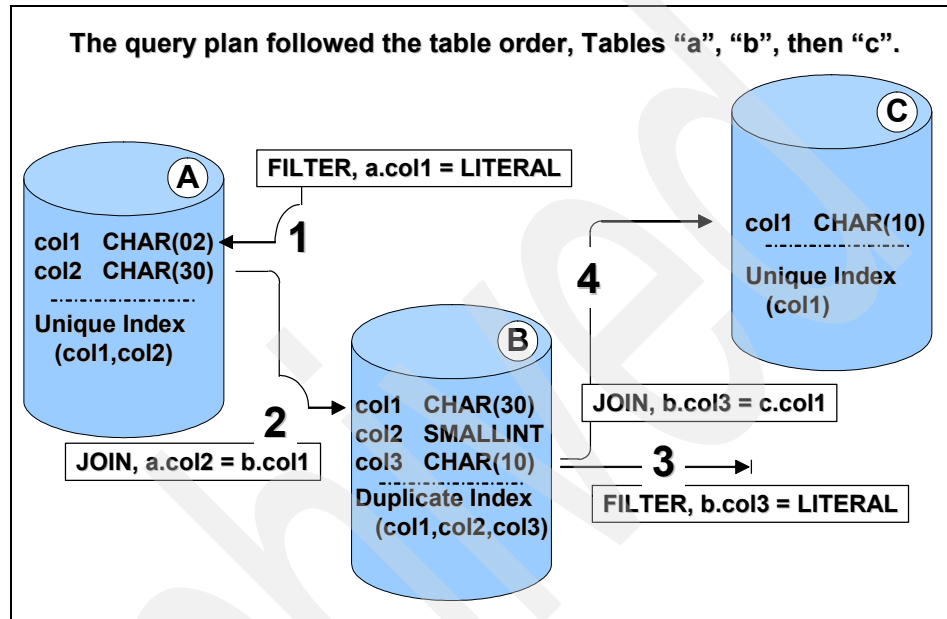 The query plan followed the table order, Tables “a”, “b”, then “c”.
A
FILTER, a.col1 = LITERAL
1
col1 CHAR(02)
col2 CHAR(30)
Unique Index
(col1,col2)
2
JOIN, a.col2 = b.col1
B
col1 CHAR(30)
col2 SMALLINT
col3 CHAR(10)
Duplicate Index
(col1,col2,col3)
3
FILTER, b.col3 = LITERAL
4
JOIN, b.col3 = c.col1
C
col1 CHAR(10)
Unique Index
(col1)